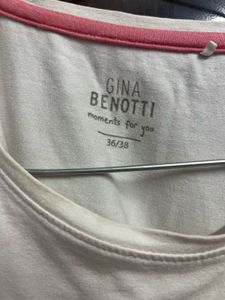 GINA
BENOTTI
moments for you
36/38